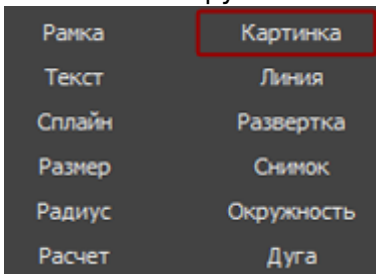 Рамка Картинка
Текст Линия
Сплайн Развертка
Размер Снимок
Радиус Окружность
Расчет Дуга